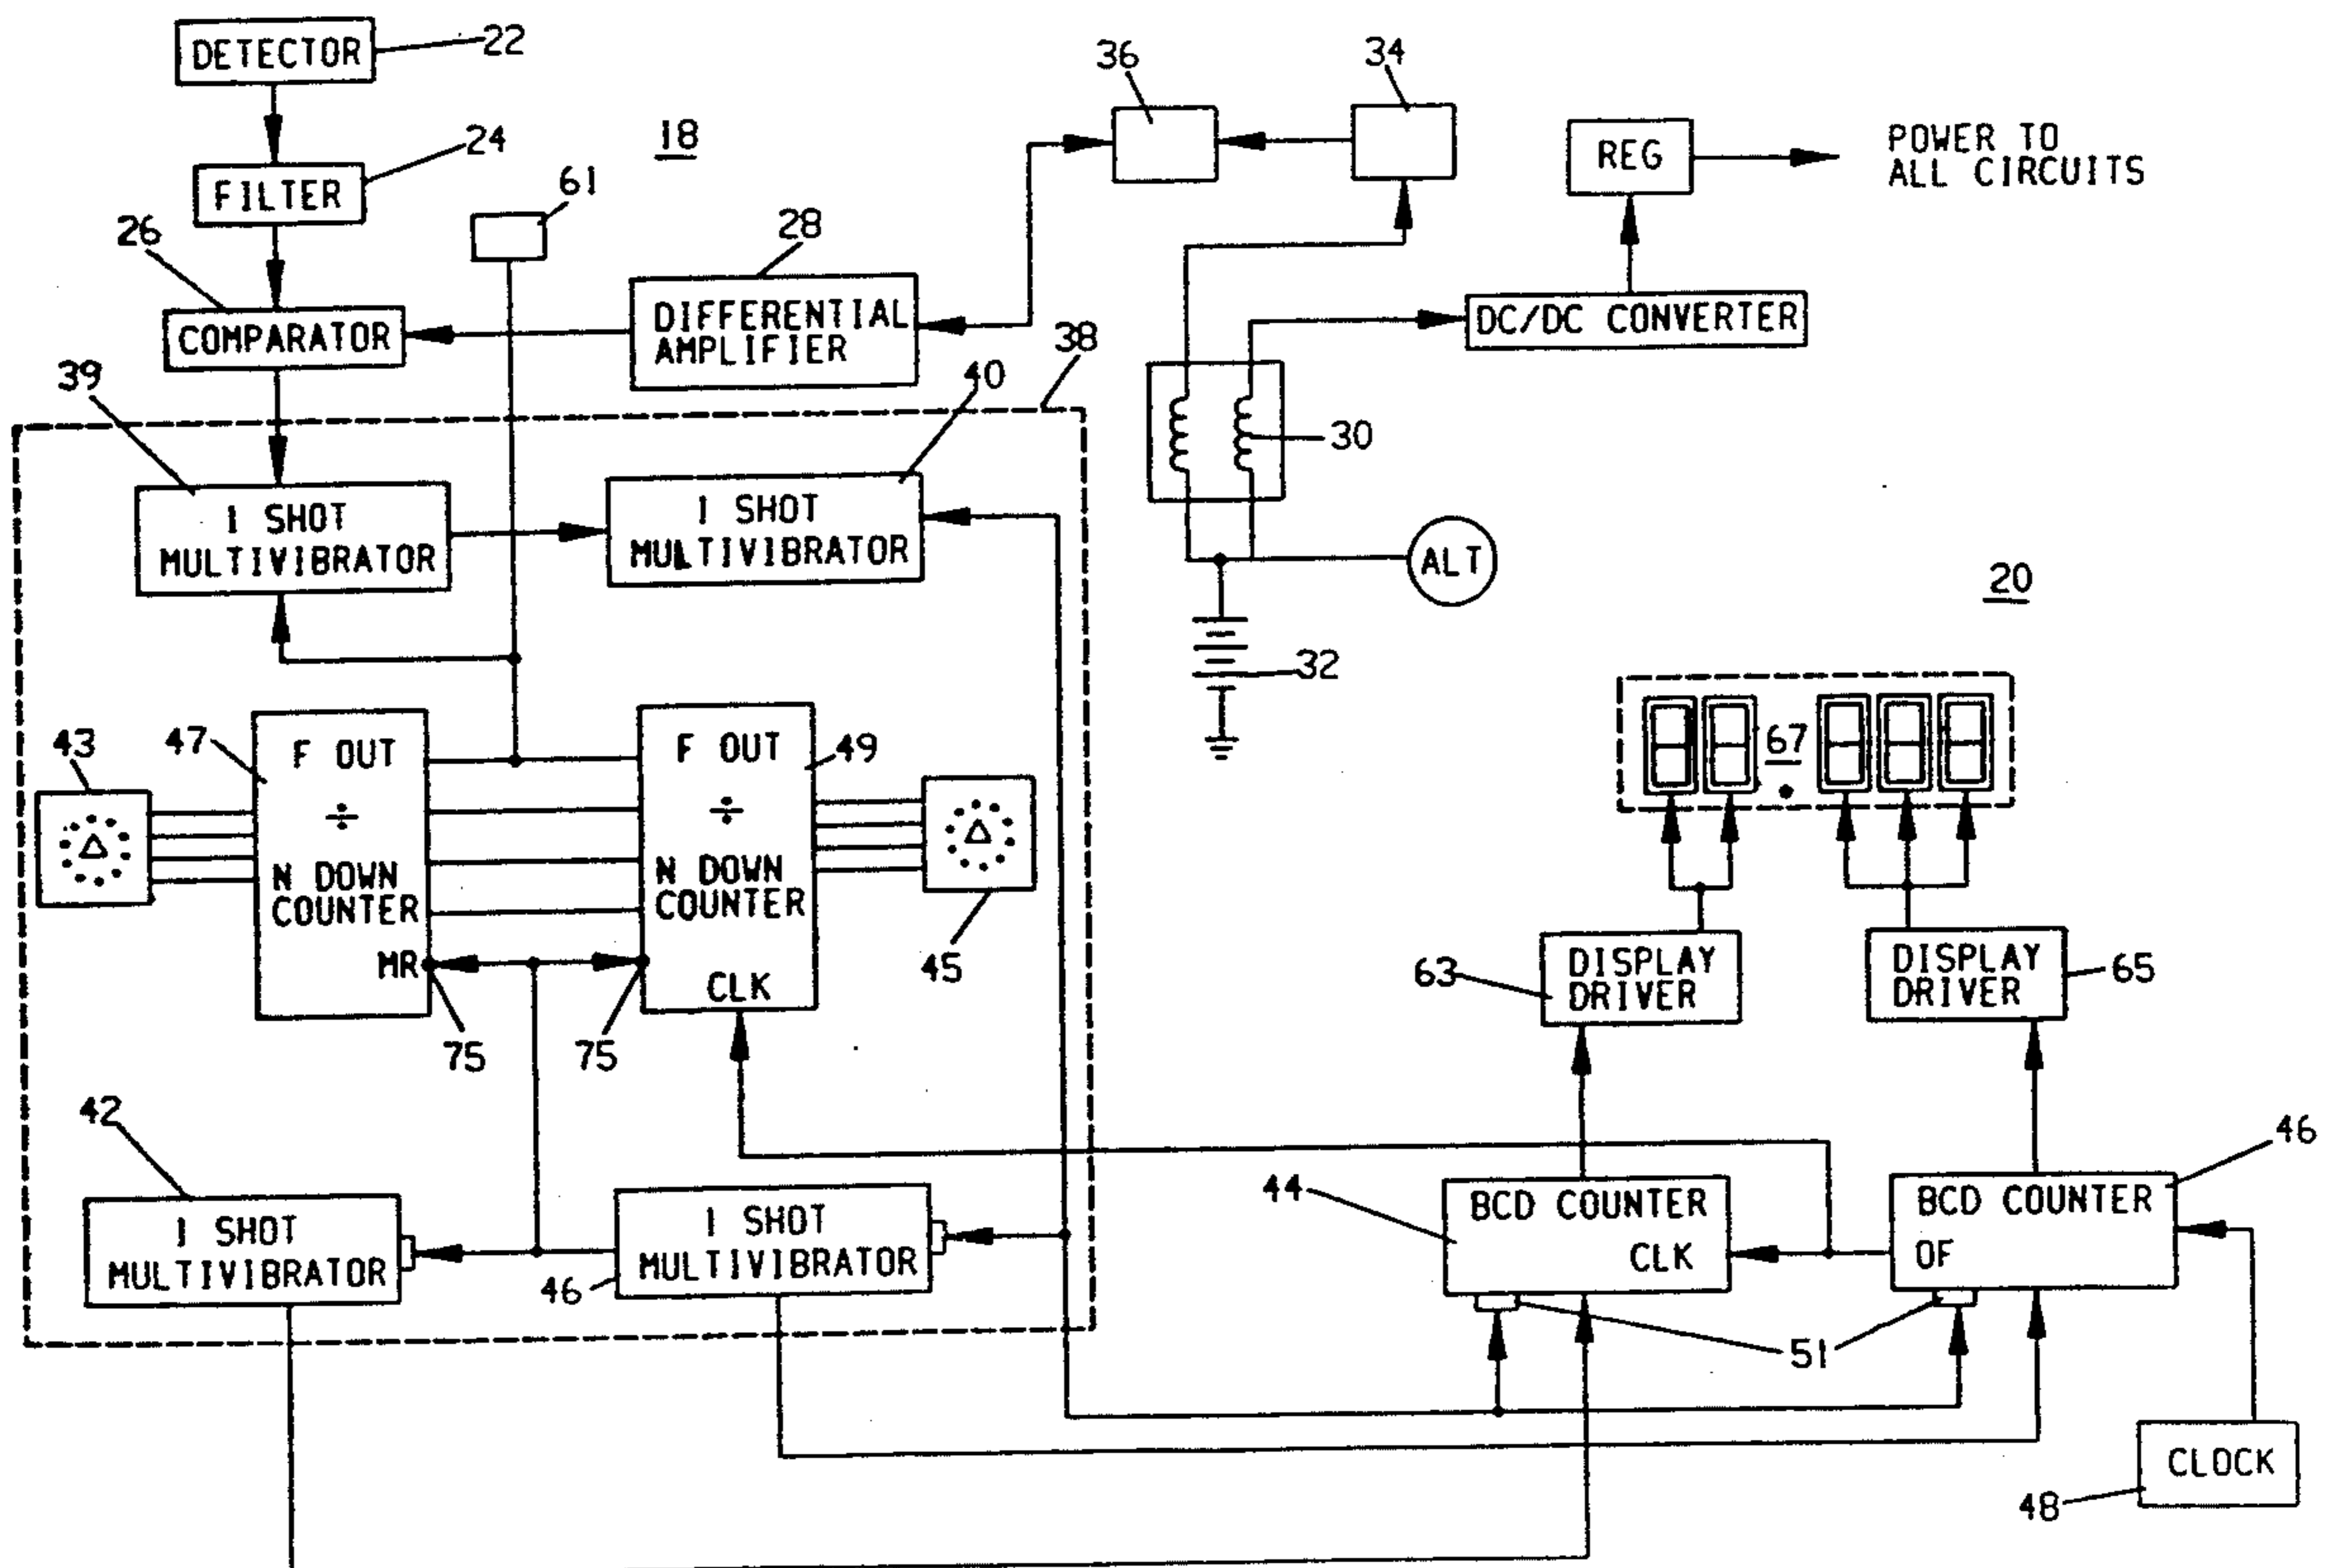 DETECTOR
22
36
34
24
18
REG
POWER TO
ALL CIRCUITS
FILTER
61
26
28
COMPARATOR
DIFFERENTIAL
AMPLIFIER
38
DC/DC CONVERTER
39
40
30
1 SHOT
MULTIVIBRATOR
1 SHOT
MULTIVIBRATOR
ALT
20
32
43
47
F OUT
÷
N DOWN
COUNTER
MR
F OUT
÷
N DOWN
COUNTER
CLK
49
45
67
75
75
63
DISPLAY
DRIVER
DISPLAY
DRIVER
65
42
1 SHOT
MULTIVIBRATOR
1 SHOT
MULTIVIBRATOR
46
44
BCD COUNTER
CLK
BCD COUNTER
OF
46
51
CLOCK
48